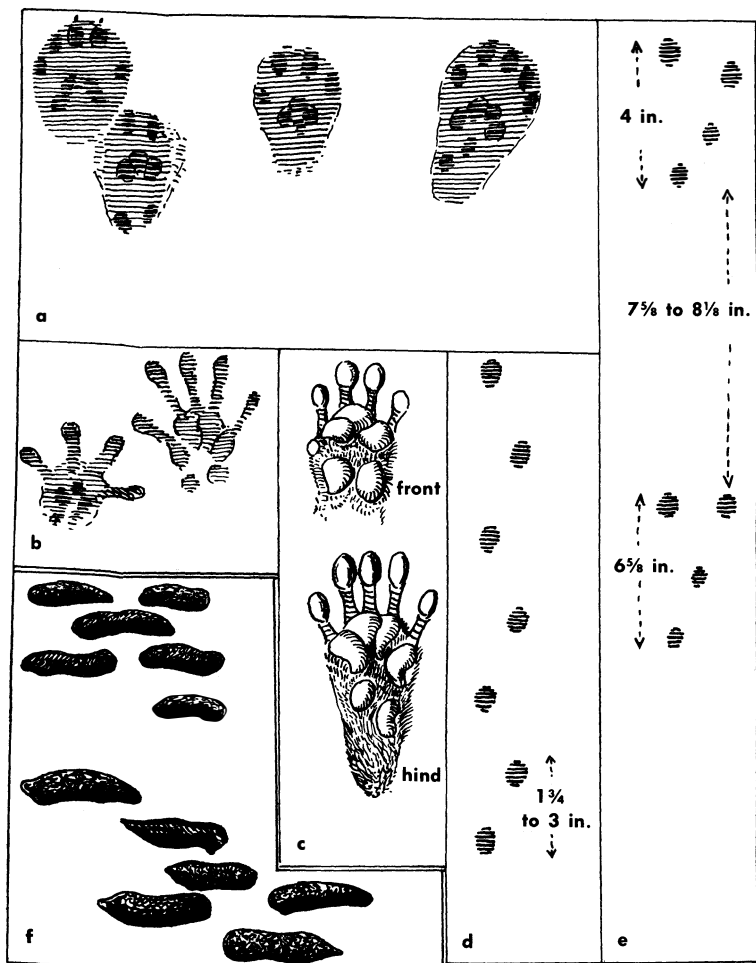 a
4 in.
7⅝ to 8⅛ in.
b
front
6⅝ in.
hind
c
1¾
to 3 in.
f
d
e